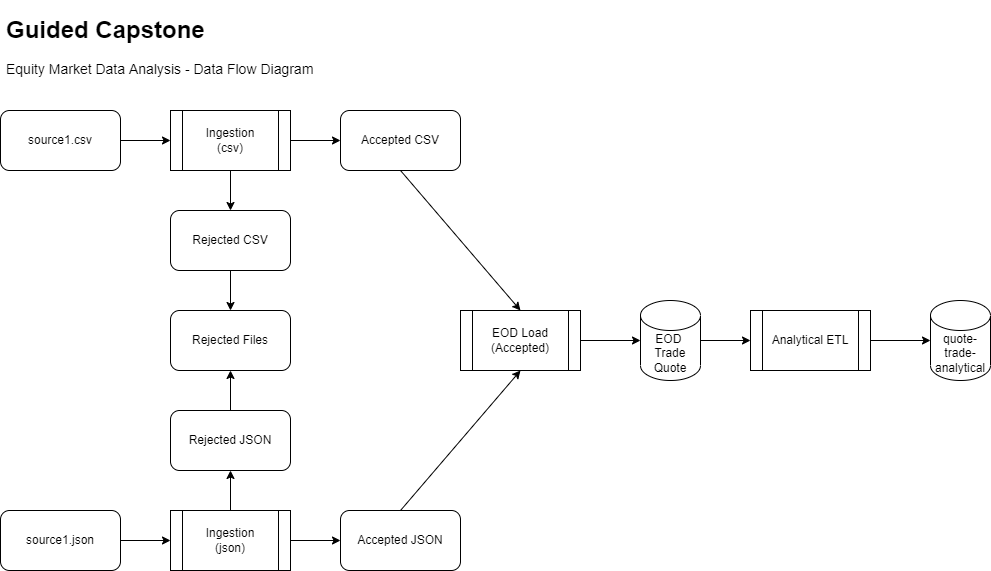 Guided Capstone
Equity Market Data Analysis - Data Flow Diagram
source1.csv
Ingestion
(csv)
Accepted CSV
Rejected CSV
Rejected Files
EOD Load
(Accepted)
EOD
Trade
Quote
Analytical ETL
quote-
trade-
analytical
Rejected JSON
source1.json
Ingestion
(json)
Accepted JSON